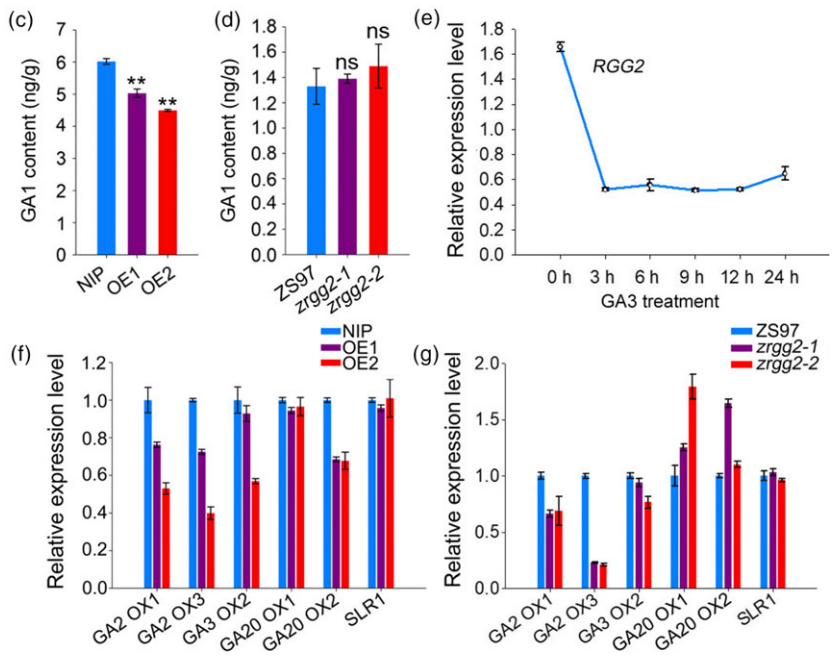 (c)
GA1 content (ng/g)
7
6
5
4
3
2
1
0
**
**
NIP
OE1
OE2
(d)
GA1 content (ng/g)
1.8
1.6
1.4
1.2
1.0
0.8
0.6
0.4
0.2
0.0
ns
ns
ZS97
zrgg2-1
zrgg2-2
(e)
Relative expression level
1.8
1.6
1.4
1.2
1.8
0.8
0.6
0.4
0.2
0.0
RGG2
0 h
3 h
6 h
9 h
12 h
24 h
GA3 treatment
(f)
NIP
OE1
OE2
Relative expression level
1.2
1.0
0.8
0.6
0.4
0.2
0.0
GA2 OX1
GA2 OX3
GA3 OX2
GA20 OX1
GA20 OX2
SLR1
(g)
ZS97
zrgg2-1
zrgg2-2
Relative expression level
2.0
1.5
1.0
0.5
0.0
GA2 OX1
GA2 OX3
GA3 OX2
GA20 OX1
GA20 OX2
SLR1